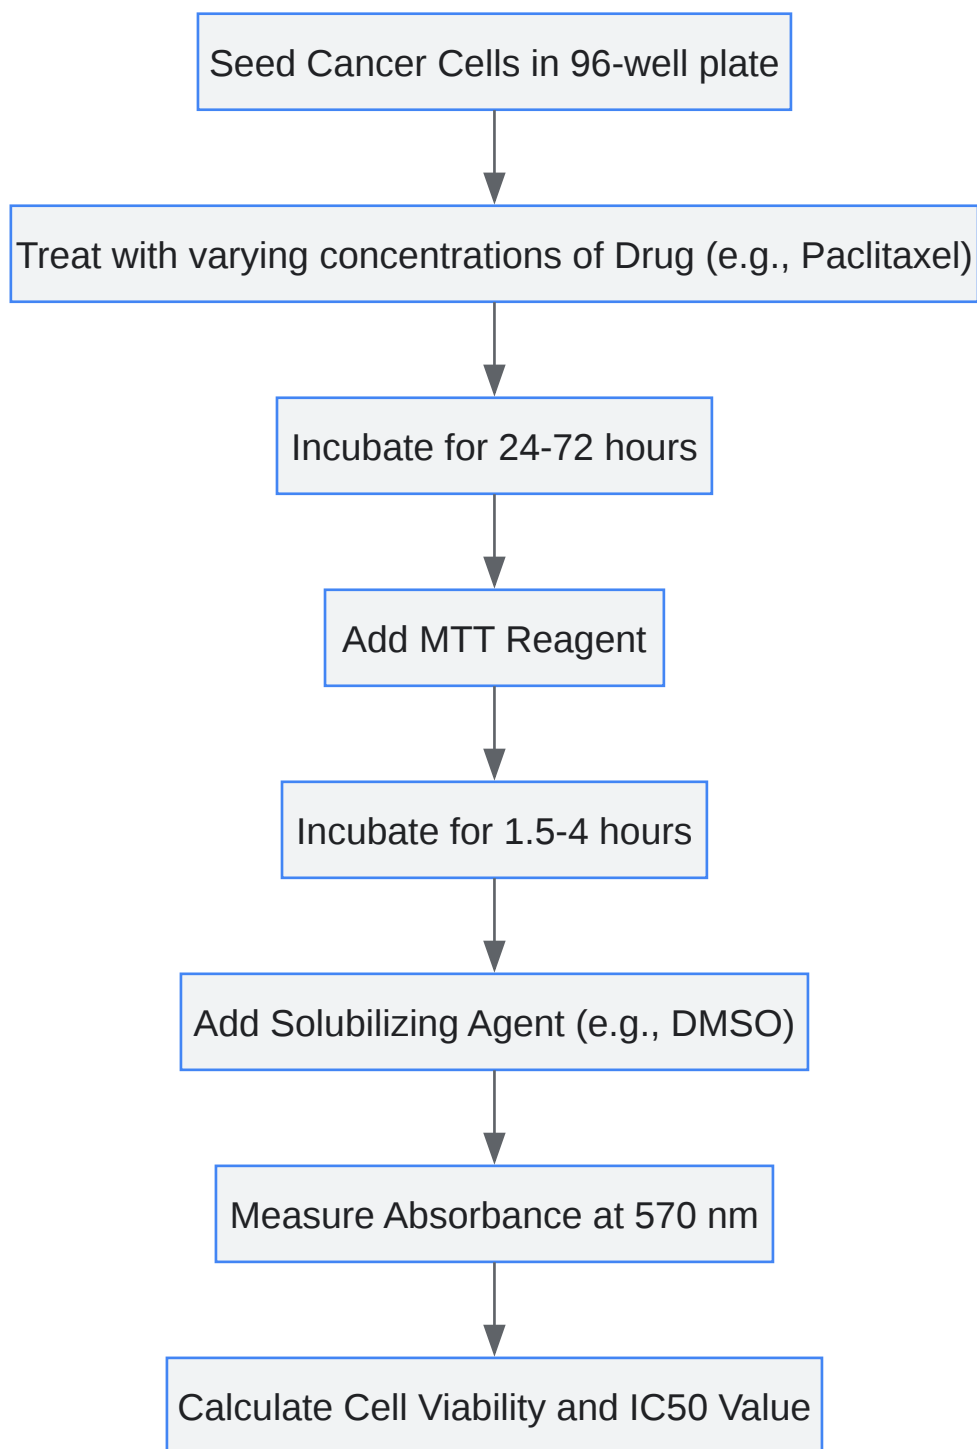 Seed Cancer Cells in 96-well plate
Treat with varying concentrations of Drug (e.g., Paclitaxel)
Incubate for 24-72 hours
Add MTT Reagent
Incubate for 1.5-4 hours
Add Solubilizing Agent (e.g., DMSO)
Measure Absorbance at 570 nm
Calculate Cell Viability and IC50 Value